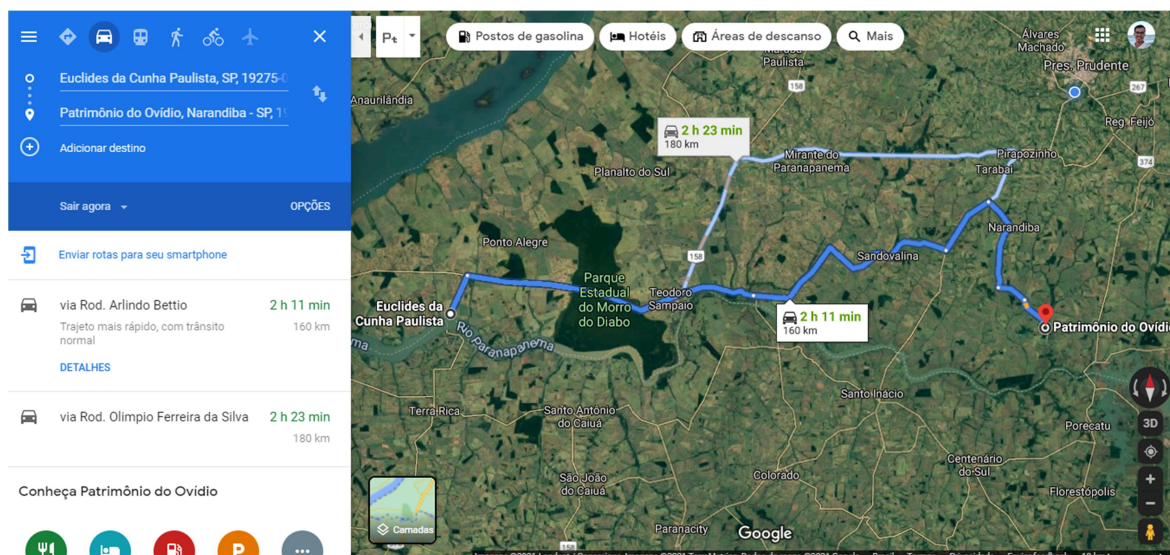 Euclides da Cunha Paulista, SP, 19275-0
Patrimônio do Ovídio, Narandiba - SP, 19
Adicionar destino
Sair agora
OPÇÕES
Enviar rotas para seu smartphone
via Rod. Arlindo Bettio
2 h 11 min
Trajeto mais rápido, com trânsito
160 km
normal
DETALHES
via Rod. Olimpio Ferreira da Silva
2 h 23 min
180 km
Conheça Patrimônio do Ovídio
Postos de gasolina
Hotéis
Áreas de descanso
Mais
Álvares
Machado
Pres. Prudente
Paulista
158
267
Anaurilândia
Reg. Feijó
2 h 23 min
180 km
Mirante do
Paranapanema
Pirapozinho
374
Tarabai
Planalto do Sul
Narandiba
Ponto Alegre
158
Sandovalina
Parque
Estadual
do Morro
do Diabo
Teodoro
Sampaio
Euclides da
Cunha Paulista
2 h 11 min
160 km
Patrimônio do Ovídio
Rio Paranapanema
Santo Inácio
Terra Rica
Santo Antônio
do Caiuá
Porecatu
3D
Centenário
do Sul
São João
do Caiuá
Colorado
Florestópolis
Camadas
Paranacity
Google
158